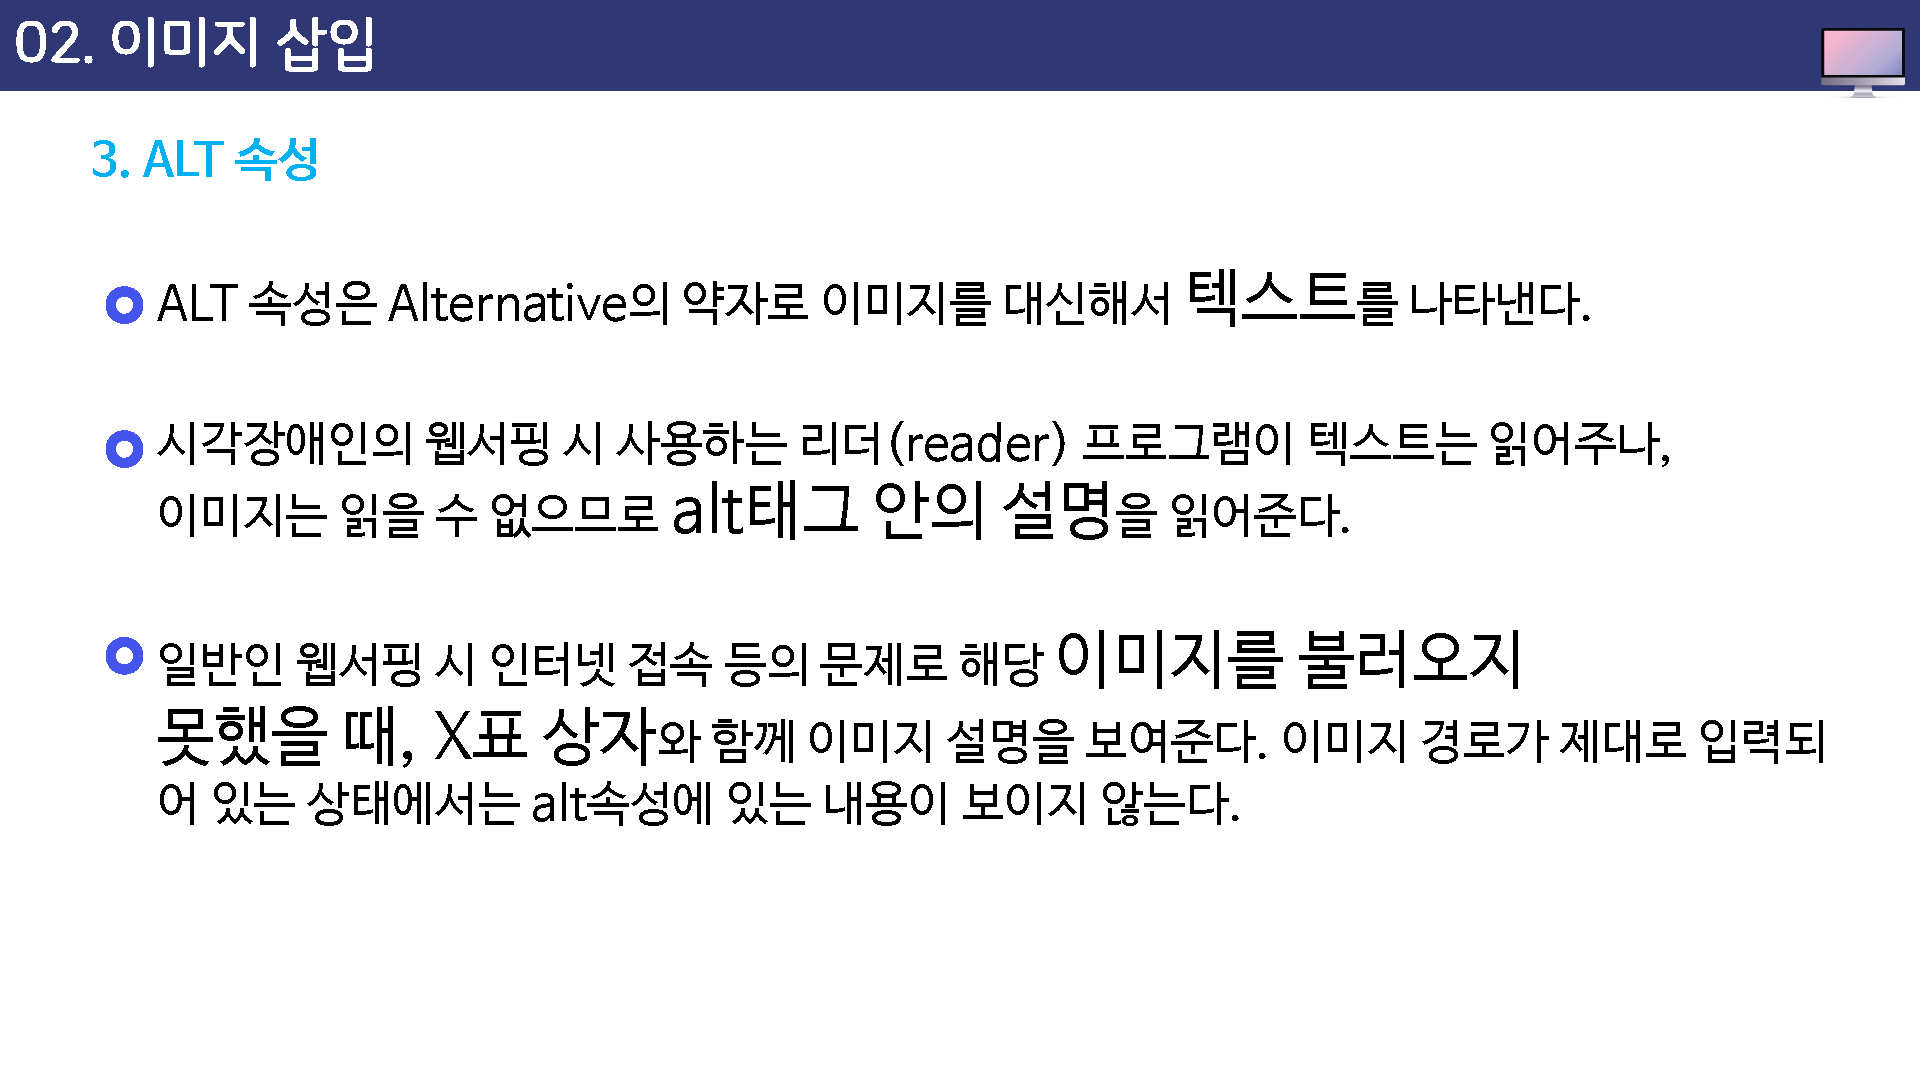 02. 이미지 삽입
3. ALT 속성
ALT 속성은 Alternative의 약자로 이미지를 대신해서 텍스트를 나타낸다.
시각장애인의 웹서핑 시 사용하는 리더(reader) 프로그램이 텍스트는 읽어주나,
이미지는 읽을 수 없으므로 alt태그 안의 설명을 읽어준다.
일반인 웹서핑 시 인터넷 접속 등의 문제로 해당 이미지를 불러오지
못했을 때, X표 상자와 함께 이미지 설명을 보여준다. 이미지 경로가 제대로 입력되
어 있는 상태에서는 alt속성에 있는 내용이 보이지 않는다.